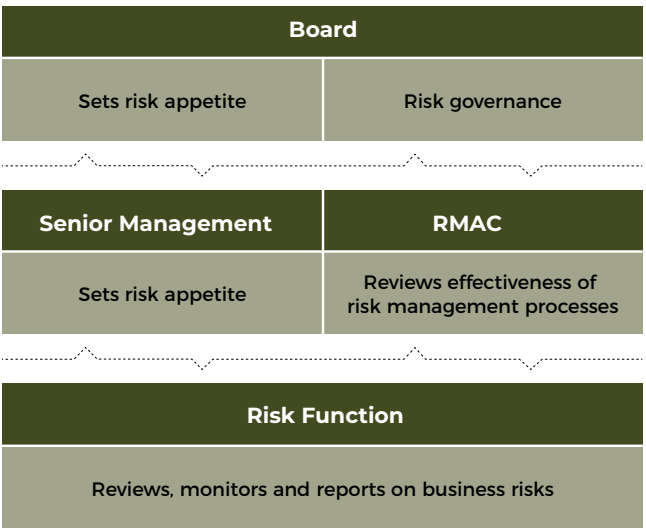 Board
Sets risk appetite
Risk governance
Senior Management
RMAC
Sets risk appetite
Reviews effectiveness of
risk management processes
Risk Function
Reviews, monitors and reports on business risks